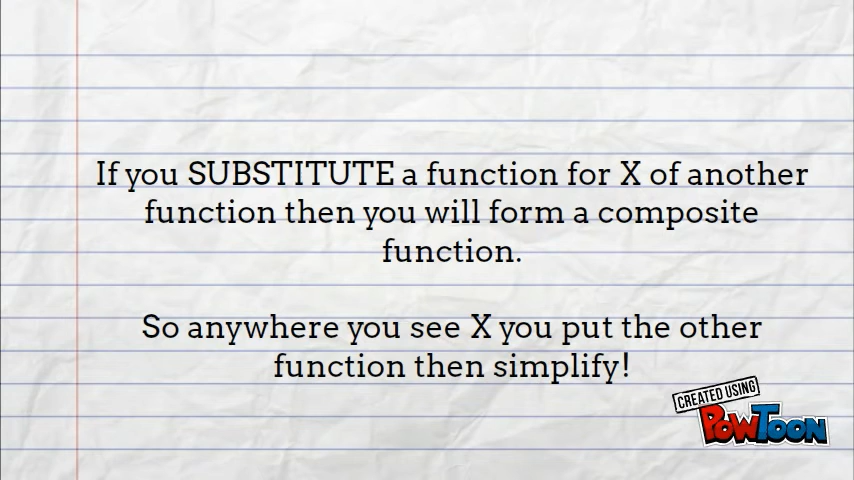 If you SUBSTITUTE a function for X of another
function then you will form a composite
function.
So anywhere you see X you put the other
function then simplify!
CREATED USING
POWTOON